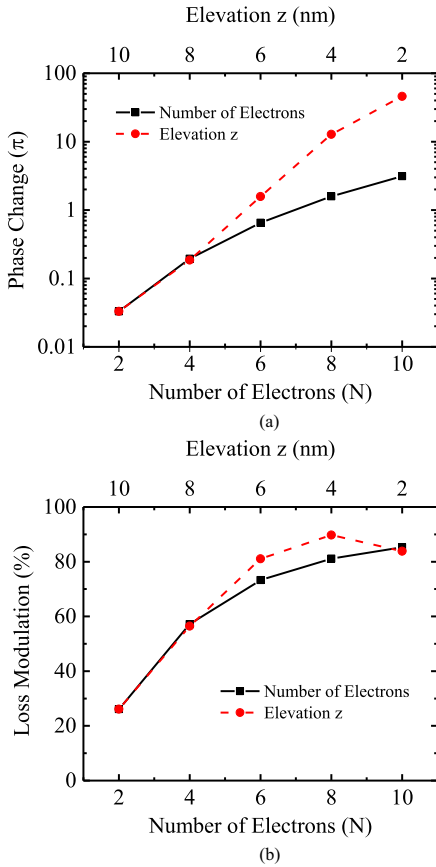 Elevation z (nm)
10 8 6 4 2
100
10
1
0.1
0.01
Phase Change (π)
Number of Electrons
Elevation z
2 4 6 8 10
Number of Electrons (N)
(a)
Elevation z (nm)
10 8 6 4 2
100
80
60
40
20
0
Loss Modulation (%)
Number of Electrons
Elevation z
2 4 6 8 10
Number of Electrons (N)
(b)